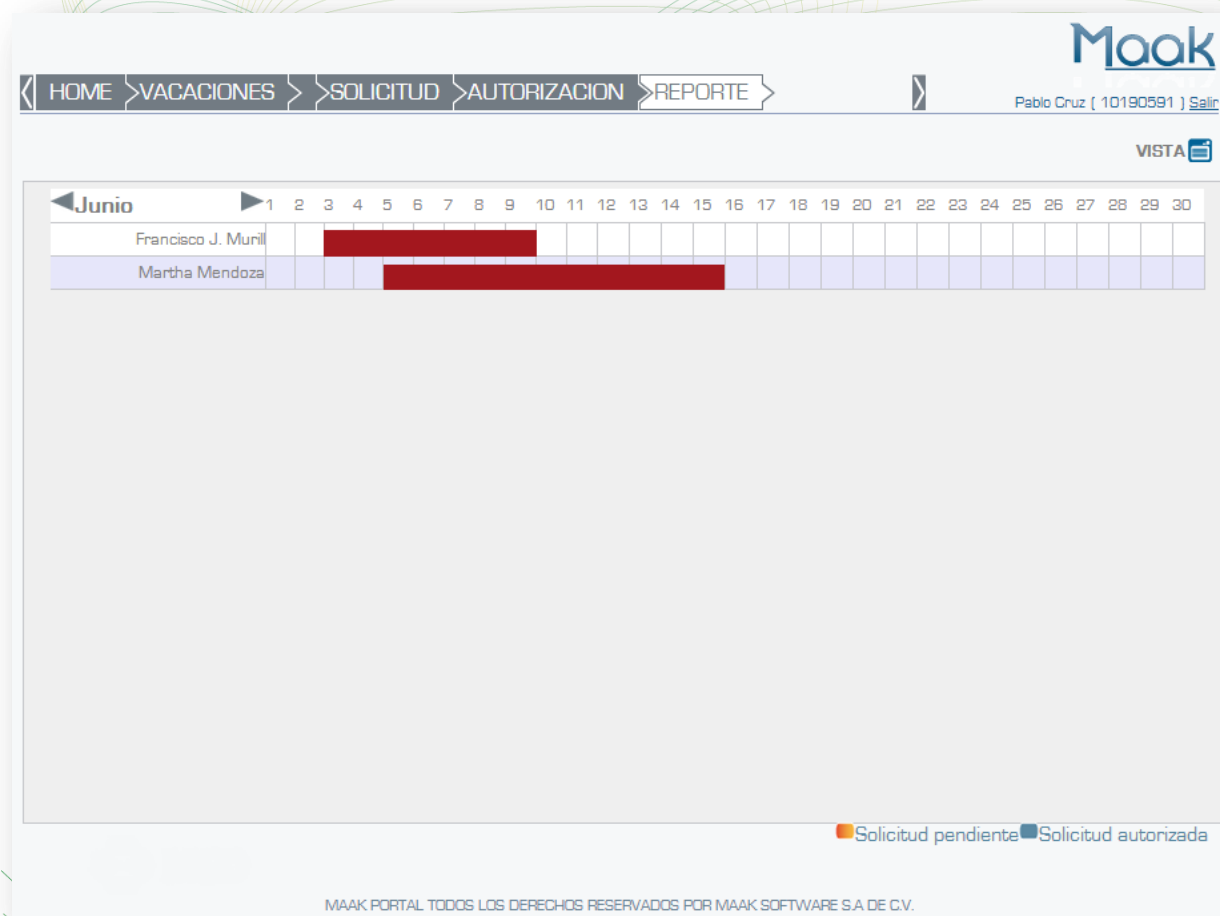 Maak
HOME VACACIONES SOLICITUD AUTORIZACION REPORTE
Pablo Cruz ( 10190591 ) Salir
VISTA
Junio 1 2 3 4 5 6 7 8 9 10 11 12 13 14 15 16 17 18 19 20 21 22 23 24 25 26 27 28 29 30
Francisco J. Murill
Martha Mendoza
Solicitud pendiente Solicitud autorizada
MAAK PORTAL TODOS LOS DERECHOS RESERVADOS POR MAAK SOFTWARE S.A DE C.V.